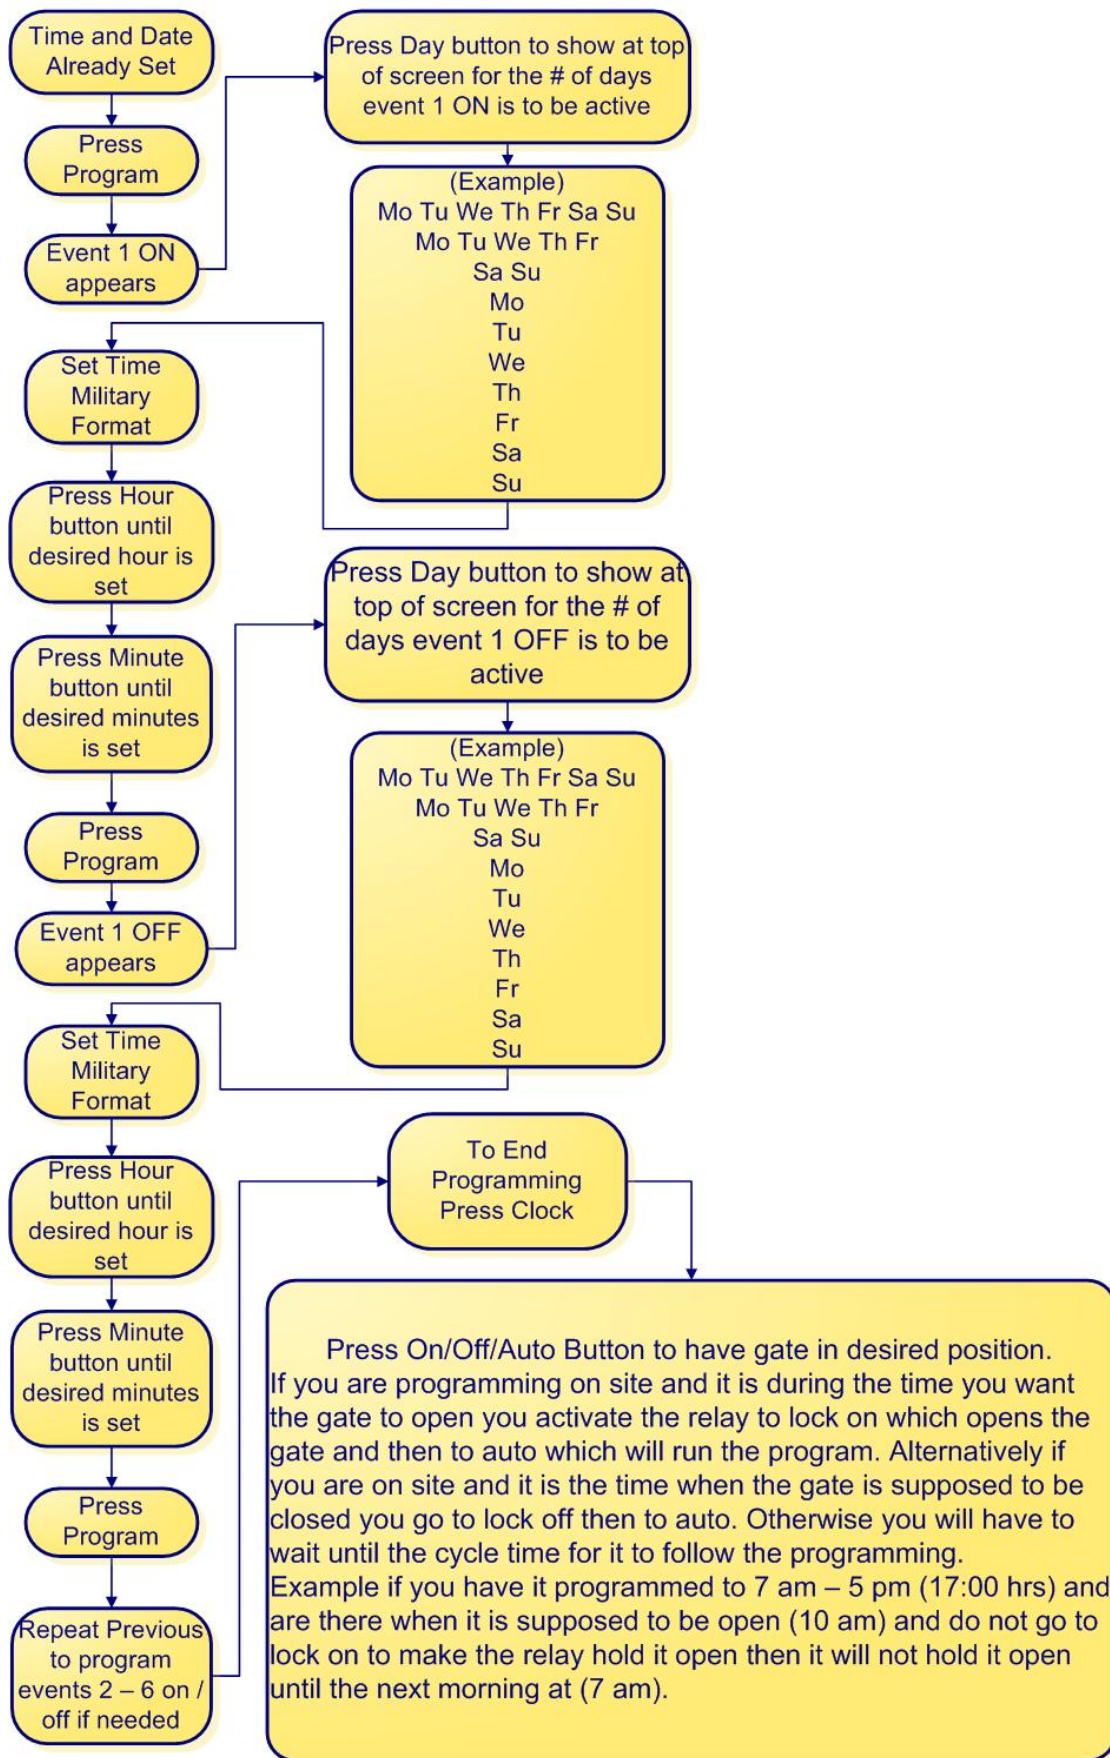 Time and Date
Already Set
Press
Program
Event 1 ON
appears
Press Day button to show at top
of screen for the # of days
event 1 ON is to be active
(Example)
Mo Tu We Th Fr Sa Su
Mo Tu We Th Fr
Sa Su
Mo
Tu
We
Th
Fr
Sa
Su
Set Time
Military
Format
Press Hour
button until
desired hour is
set
Press Minute
button until
desired minutes
is set
Press
Program
Event 1 OFF
appears
Press Day button to show at
top of screen for the # of
days event 1 OFF is to be
active
(Example)
Mo Tu We Th Fr Sa Su
Mo Tu We Th Fr
Sa Su
Mo
Tu
We
Th
Fr
Sa
Su
Set Time
Military
Format
Press Hour
button until
desired hour is
set
Press Minute
button until
desired minutes
is set
Press
Program
Repeat Previous
to program
events 2 – 6 on /
off if needed
To End
Programming
Press Clock
Press On/Off/Auto Button to have gate in desired position.
If you are programming on site and it is during the time you want
the gate to open you activate the relay to lock on which opens the
gate and then to auto which will run the program. Alternatively if
you are on site and it is the time when the gate is supposed to be
closed you go to lock off then to auto. Otherwise you will have to
wait until the cycle time for it to follow the programming.
Example if you have it programmed to 7 am – 5 pm (17:00 hrs) and
are there when it is supposed to be open (10 am) and do not go to
lock on to make the relay hold it open then it will not hold it open
until the next morning at (7 am).